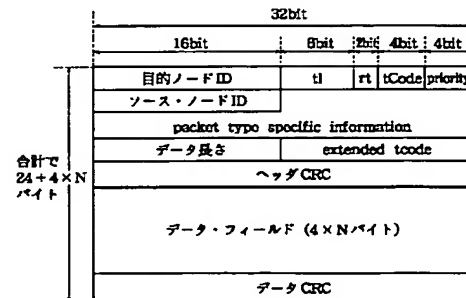 32bit
16bit 8bit 2bit 4bit 4bit
目的ノードID tl rt tCode priority
ソース・ノードID
packet type specific information
データ長さ extended tcode
ヘッダCRC
合計で
24+4×N
バイト
データ・フィールド (4×Nバイト)
データCRC